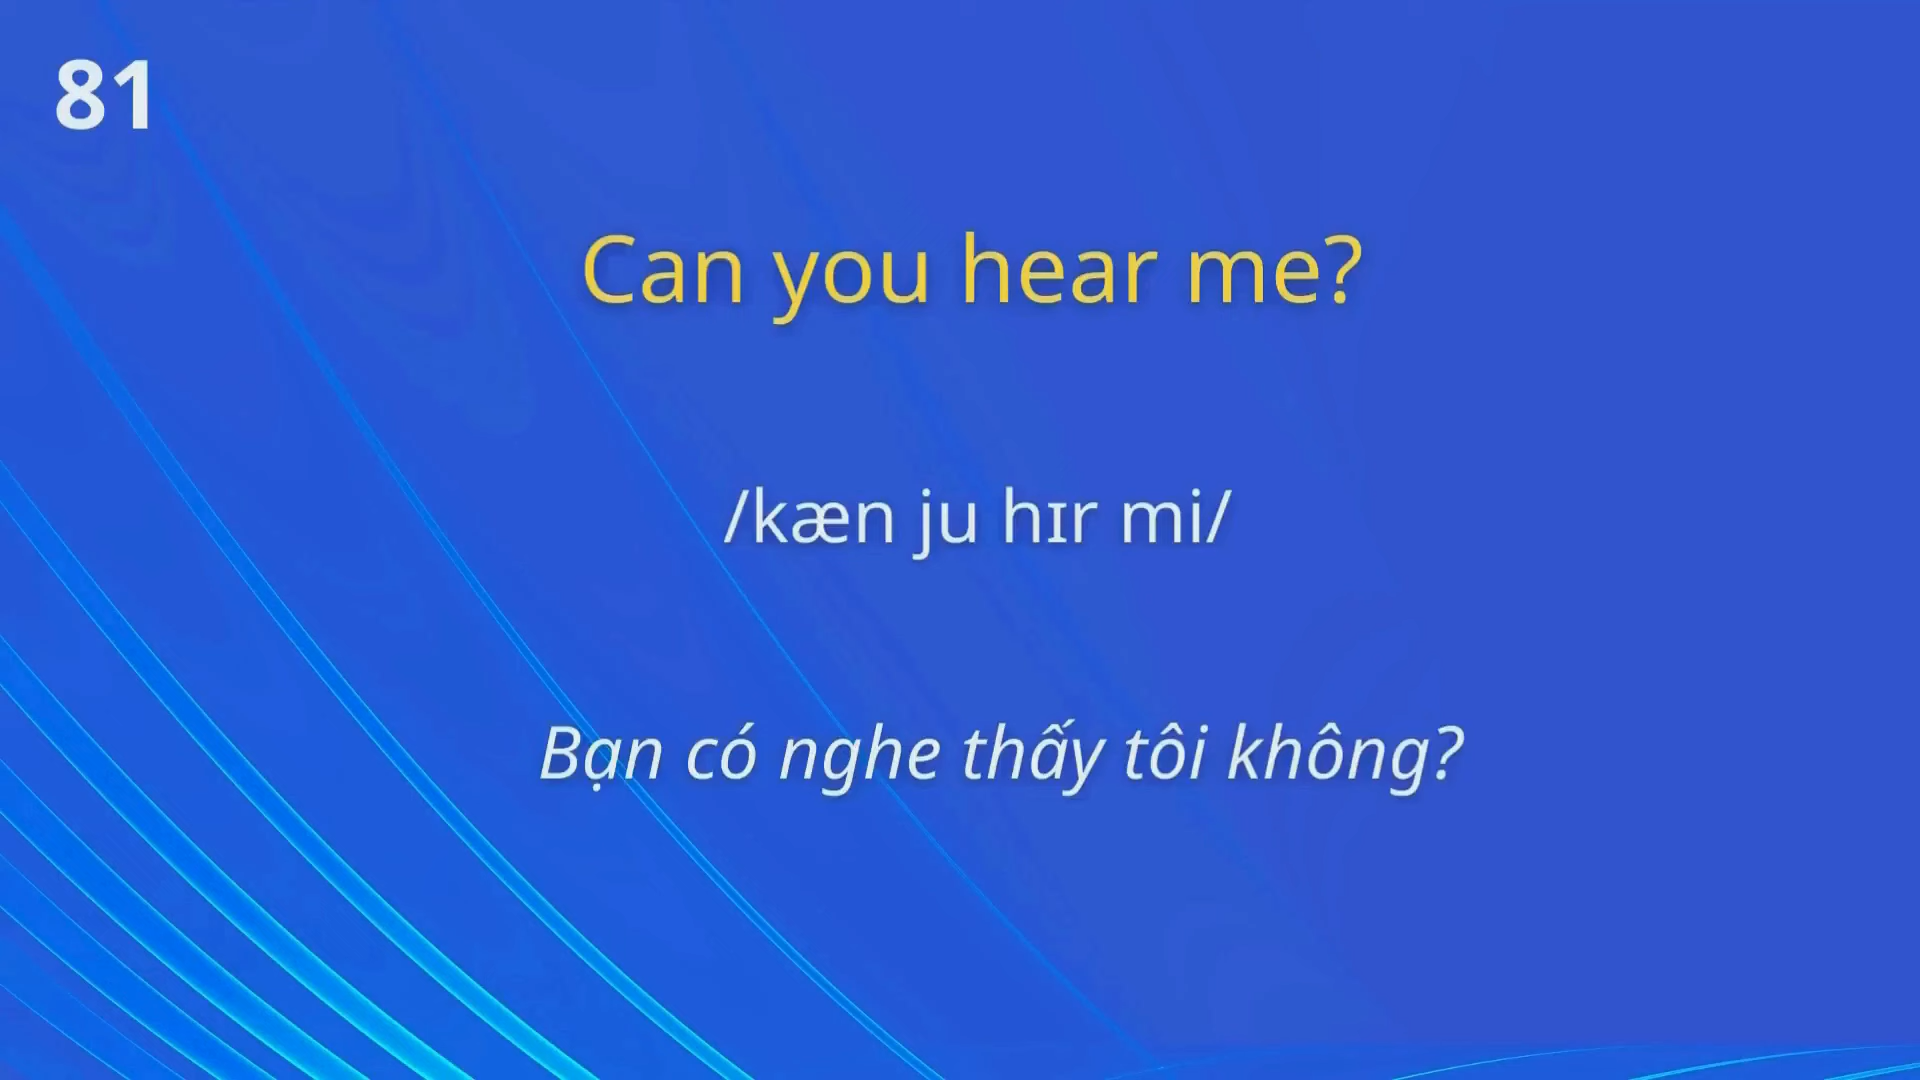 81
Can you hear me?
/kæn ju hɪr mi/
Bạn có nghe thấy tôi không?